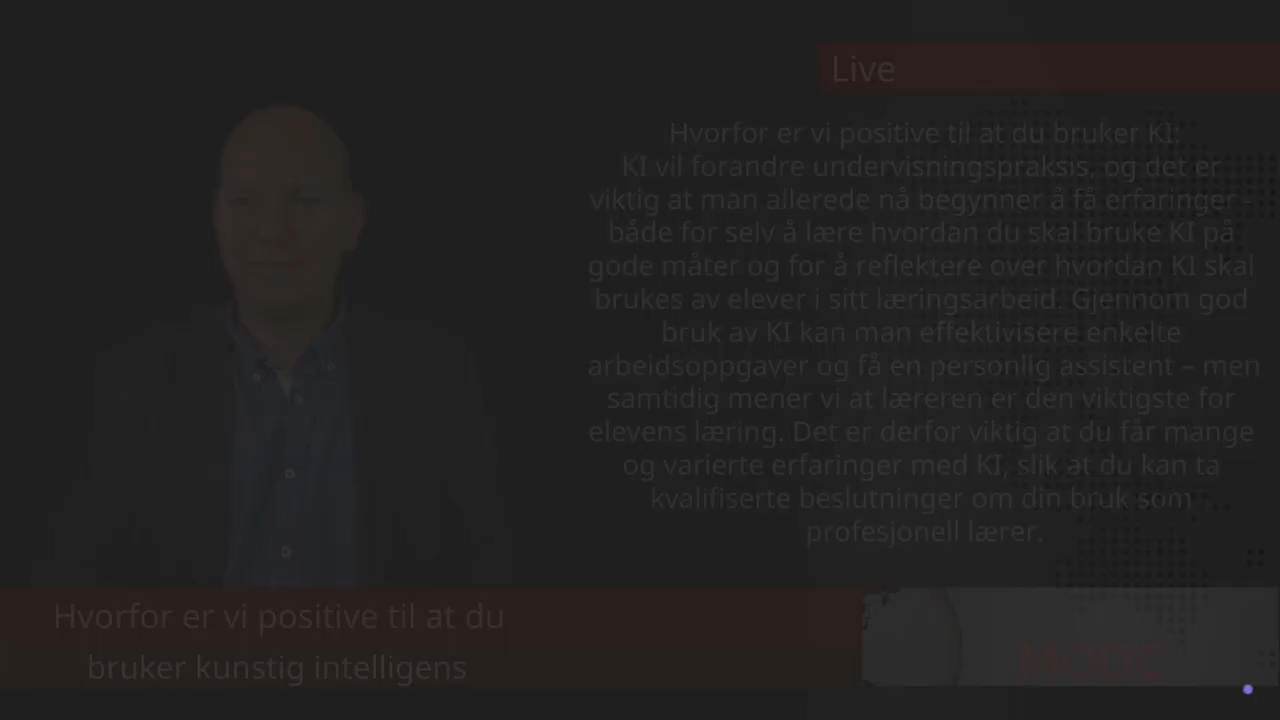 Live
Hvorfor er vi positive til at du bruker KI:
KI vil forandre undervisningspraksis, og det er
viktig at man allerede nå begynner å få erfaringer -
både for selv å lære hvordan du skal bruke KI på
gode måter og for å reflektere over hvordan KI skal
brukes av elever i sitt læringsarbeid. Gjennom god
bruk av KI kan man effektivisere enkelte
arbeidsoppgaver og få en personlig assistent – men
samtidig mener vi at læreren er den viktigste for
elevens læring. Det er derfor viktig at du får mange
og varierte erfaringer med KI, slik at du kan ta
kvalifiserte beslutninger om din bruk som
profesjonell lærer.
Hvorfor er vi positive til at du
bruker kunstig intelligens
MOOC